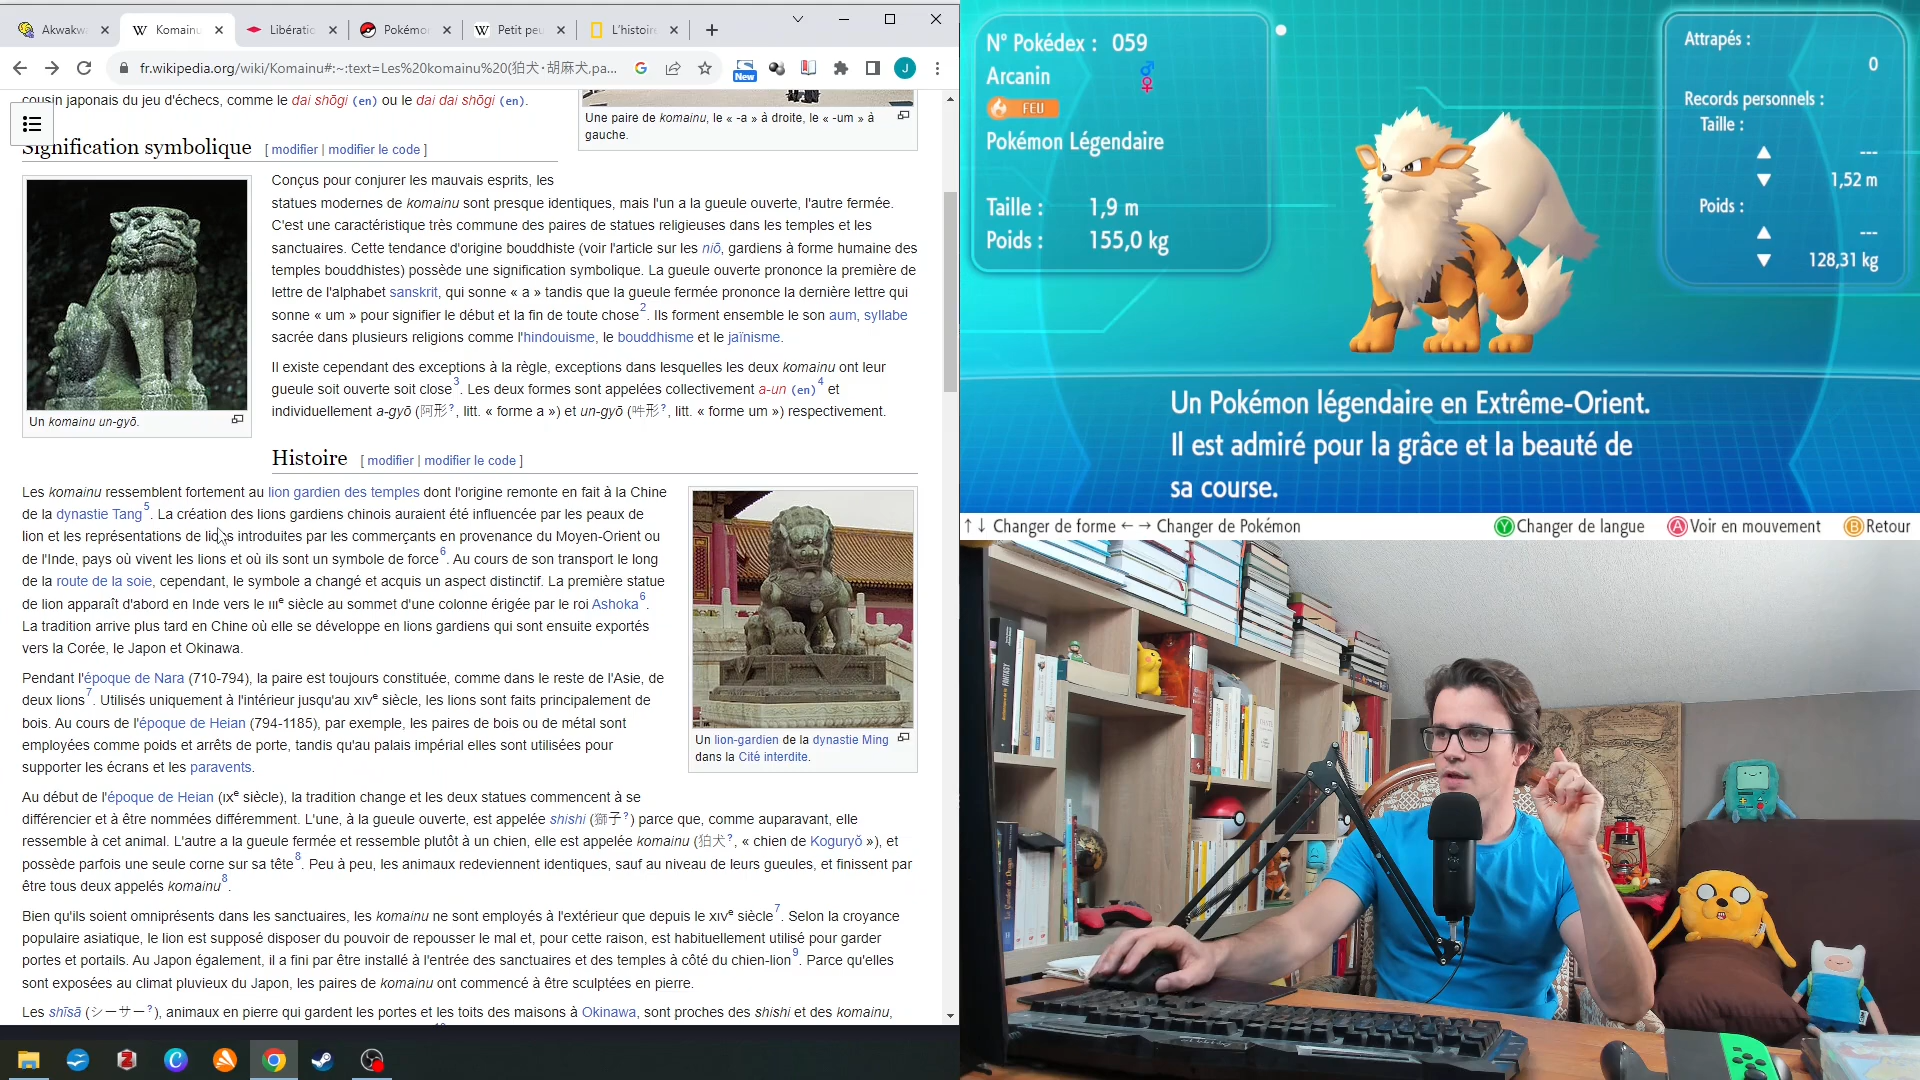 Akwakwa
Komainu
Libératio
Pokémon
Petit peu
L'histoire
fr.wikipedia.org/wiki/Komainu#:~:text=Les%20komainu%20(狛犬・胡麻犬,pa...
New
J
cousin japonais du jeu d'échecs, comme le dai shōgi (en) ou le dai dai shōgi (en).
Une paire de komainu, le « -a » à droite, le « -um » à
gauche.
Signification symbolique [ modifier | modifier le code ]
Conçus pour conjurer les mauvais esprits, les
statues modernes de komainu sont presque identiques, mais l'un a la gueule ouverte, l'autre fermée.
C'est une caractéristique très commune des paires de statues religieuses dans les temples et les
sanctuaires. Cette tendance d'origine bouddhiste (voir l'article sur les niō, gardiens à forme humaine des
temples bouddhistes) possède une signification symbolique. La gueule ouverte prononce la première de
lettre de l'alphabet sanskrit, qui sonne « a » tandis que la gueule fermée prononce la dernière lettre qui
sonne « um » pour signifier le début et la fin de toute chose2. Ils forment ensemble le son aum, syllabe
sacrée dans plusieurs religions comme l'hindouisme, le bouddhisme et le jaïnisme.
Il existe cependant des exceptions à la règle, exceptions dans lesquelles les deux komainu ont leur
gueule soit ouverte soit close3. Les deux formes sont appelées collectivement a-un (en)4 et
individuellement a-gyō (阿形?, litt. « forme a ») et un-gyō (吽形?, litt. « forme um ») respectivement.
Un komainu un-gyō.
Histoire [ modifier | modifier le code ]
Les komainu ressemblent fortement au lion gardien des temples dont l'origine remonte en fait à la Chine
de la dynastie Tang5. La création des lions gardiens chinois auraient été influencée par les peaux de
lion et les représentations de lions introduites par les commerçants en provenance du Moyen-Orient ou
de l'Inde, pays où vivent les lions et où ils sont un symbole de force6. Au cours de son transport le long
de la route de la soie, cependant, le symbole a changé et acquis un aspect distinctif. La première statue
de lion apparaît d'abord en Inde vers le IIIe siècle au sommet d'une colonne érigée par le roi Ashoka6.
La tradition arrive plus tard en Chine où elle se développe en lions gardiens qui sont ensuite exportés
vers la Corée, le Japon et Okinawa.
Pendant l'époque de Nara (710-794), la paire est toujours constituée, comme dans le reste de l'Asie, de
deux lions7. Utilisés uniquement à l'intérieur jusqu'au XIVe siècle, les lions sont faits principalement de
bois. Au cours de l'époque de Heian (794-1185), par exemple, les paires de bois ou de métal sont
employées comme poids et arrêts de porte, tandis qu'au palais impérial elles sont utilisées pour
supporter les écrans et les paravents.
Un lion-gardien de la dynastie Ming
dans la Cité interdite.
Au début de l'époque de Heian (IXe siècle), la tradition change et les deux statues commencent à se
différencier et à être nommées différemment. L'une, à la gueule ouverte, est appelée shishi (獅子?) parce que, comme auparavant, elle
ressemble à cet animal. L'autre a la gueule fermée et ressemble plutôt à un chien, elle est appelée komainu (狛犬?, « chien de Koguryŏ »), et
possède parfois une seule corne sur sa tête8. Peu à peu, les animaux redeviennent identiques, sauf au niveau de leurs gueules, et finissent par
être tous deux appelés komainu8.
Bien qu'ils soient omniprésents dans les sanctuaires, les komainu ne sont employés à l'extérieur que depuis le XIVe siècle7. Selon la croyance
populaire asiatique, le lion est supposé disposer du pouvoir de repousser le mal et, pour cette raison, est habituellement utilisé pour garder
portes et portails. Au Japon également, il a fini par être installé à l'entrée des sanctuaires et des temples à côté du chien-lion9. Parce qu'elles
sont exposées au climat pluvieux du Japon, les paires de komainu ont commencé à être sculptées en pierre.
Les shīsā (シーサー?), animaux en pierre qui gardent les portes et les toits des maisons à Okinawa, sont proches des shishi et des komainu,
N° Pokédex : 059
Arcanin
FEU
Pokémon Légendaire
Taille : 1,9 m
Poids : 155,0 kg
Attrapés :
0
Records personnels :
Taille :
▲ ---
▼ 1,52 m
Poids :
▲ ---
▼ 128,31 kg
Un Pokémon légendaire en Extrême-Orient.
Il est admiré pour la grâce et la beauté de
sa course.
↑↓ Changer de forme ←→ Changer de Pokémon
Y Changer de langue A Voir en mouvement B Retour